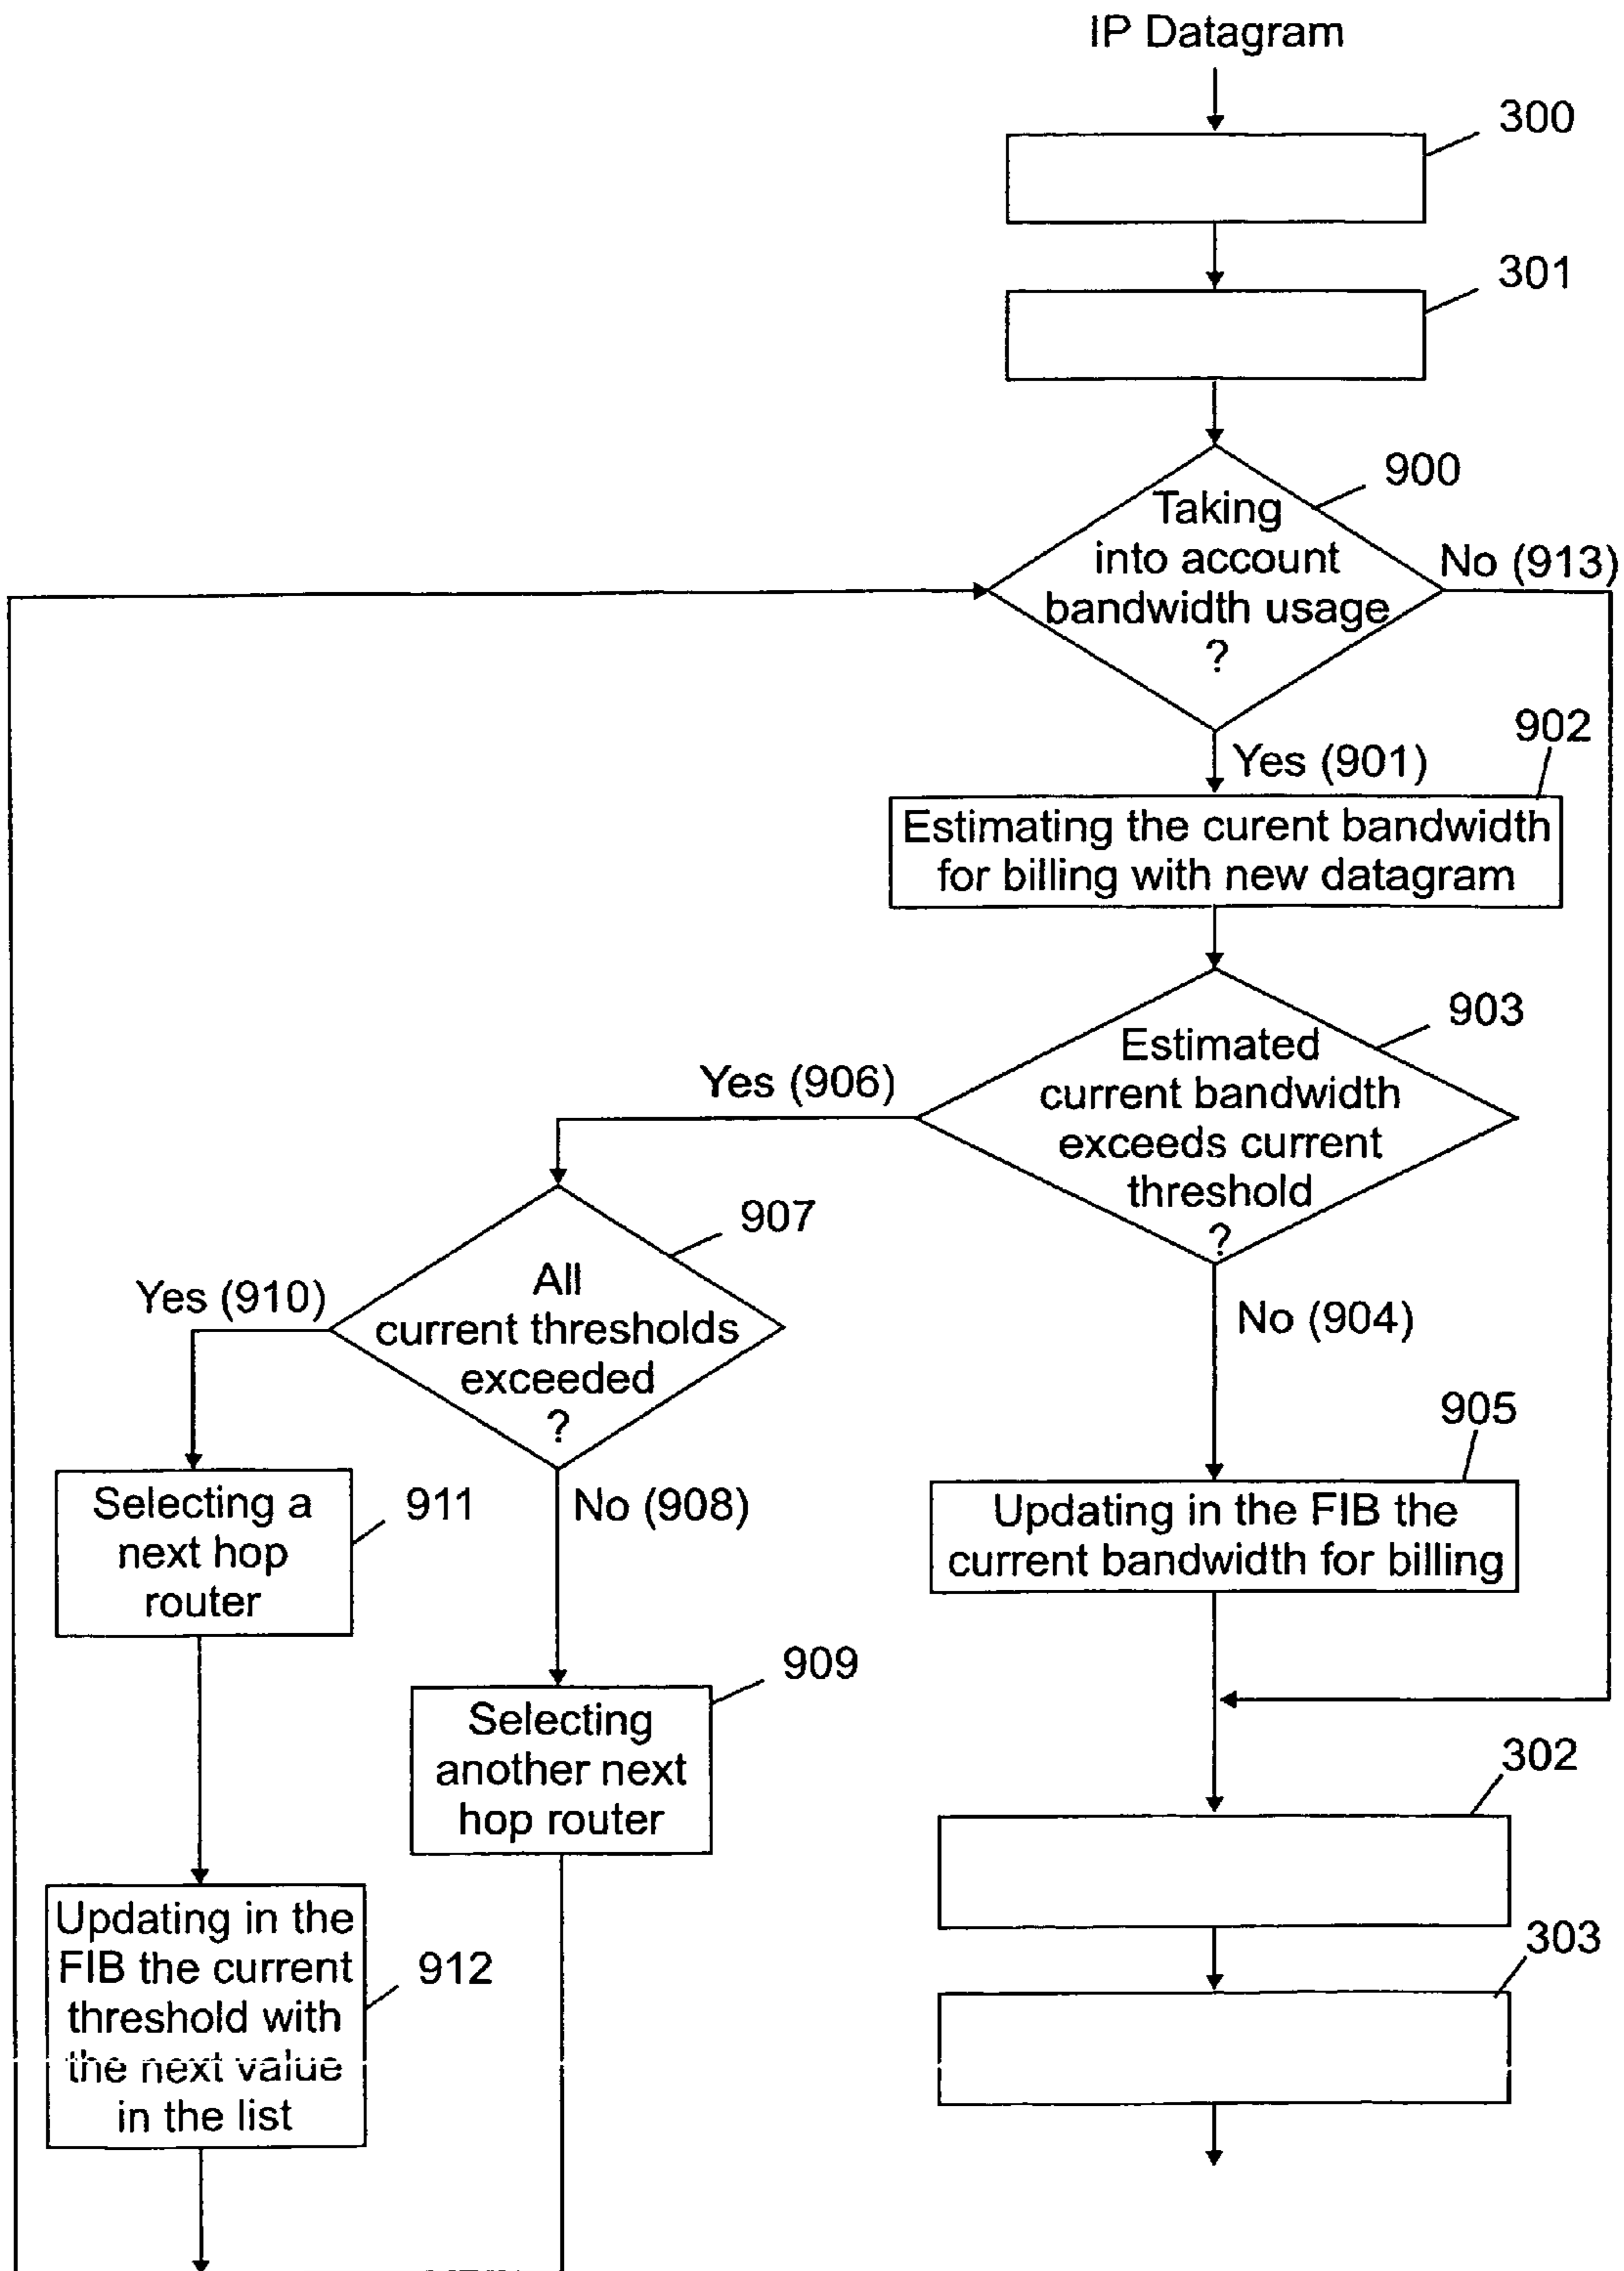 IP Datagram
300
301
900
Taking
into account
bandwidth usage
?
No (913)
Yes (901)
902
Estimating the curent bandwidth
for billing with new datagram
903
Estimated
current bandwidth
exceeds current
threshold
?
Yes (906)
907
All
current thresholds
exceeded
?
Yes (910)
No (904)
905
Updating in the FIB the
current bandwidth for billing
Selecting a
next hop
router
911
No (908)
909
Selecting
another next
hop router
302
Updating in the
FIB the current
threshold with
the next value
in the list
912
303